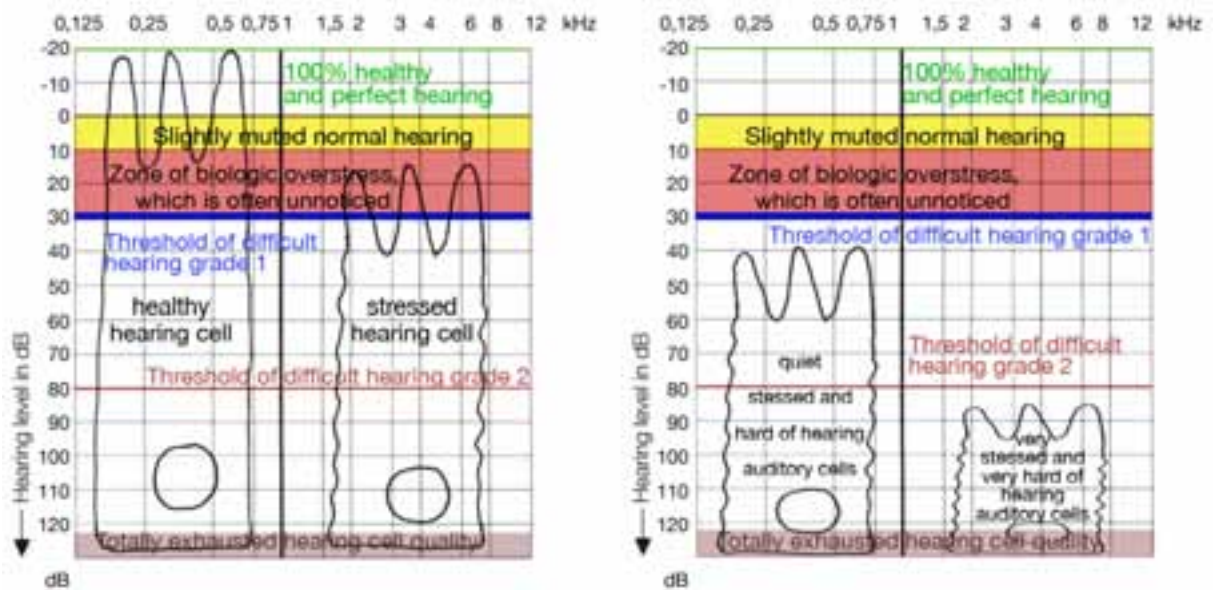 0,125 0,25 0,5 0,75 1 1,5 2 3 4 6 8 12 kHz
-20
-10
0
10
20
30
40
50
60
70
80
90
100
110
120
dB
Hearing level in dB
100% healthy
and perfect hearing
Slightly muted normal hearing
Zone of biologic overstress,
which is often unnoticed
Threshold of difficult
hearing grade 1
healthy
hearing cell
stressed
hearing cell
Threshold of difficult hearing grade 2
Totally exhausted hearing cell quality
0,125 0,25 0,5 0,75 1 1,5 2 3 4 6 8 12 kHz
-20
-10
0
10
20
30
40
50
60
70
80
90
100
110
120
dB
Hearing level in dB
100% healthy
and perfect hearing
Slightly muted normal hearing
Zone of biologic overstress,
which is often unnoticed
Threshold of difficult hearing grade 1
Threshold of difficult
hearing grade 2
quiet
stessed and
hard of hearing
auditory cells
very
stessed and
very hard of
hearing
auditory cells
Totally exhausted hearing cell quality